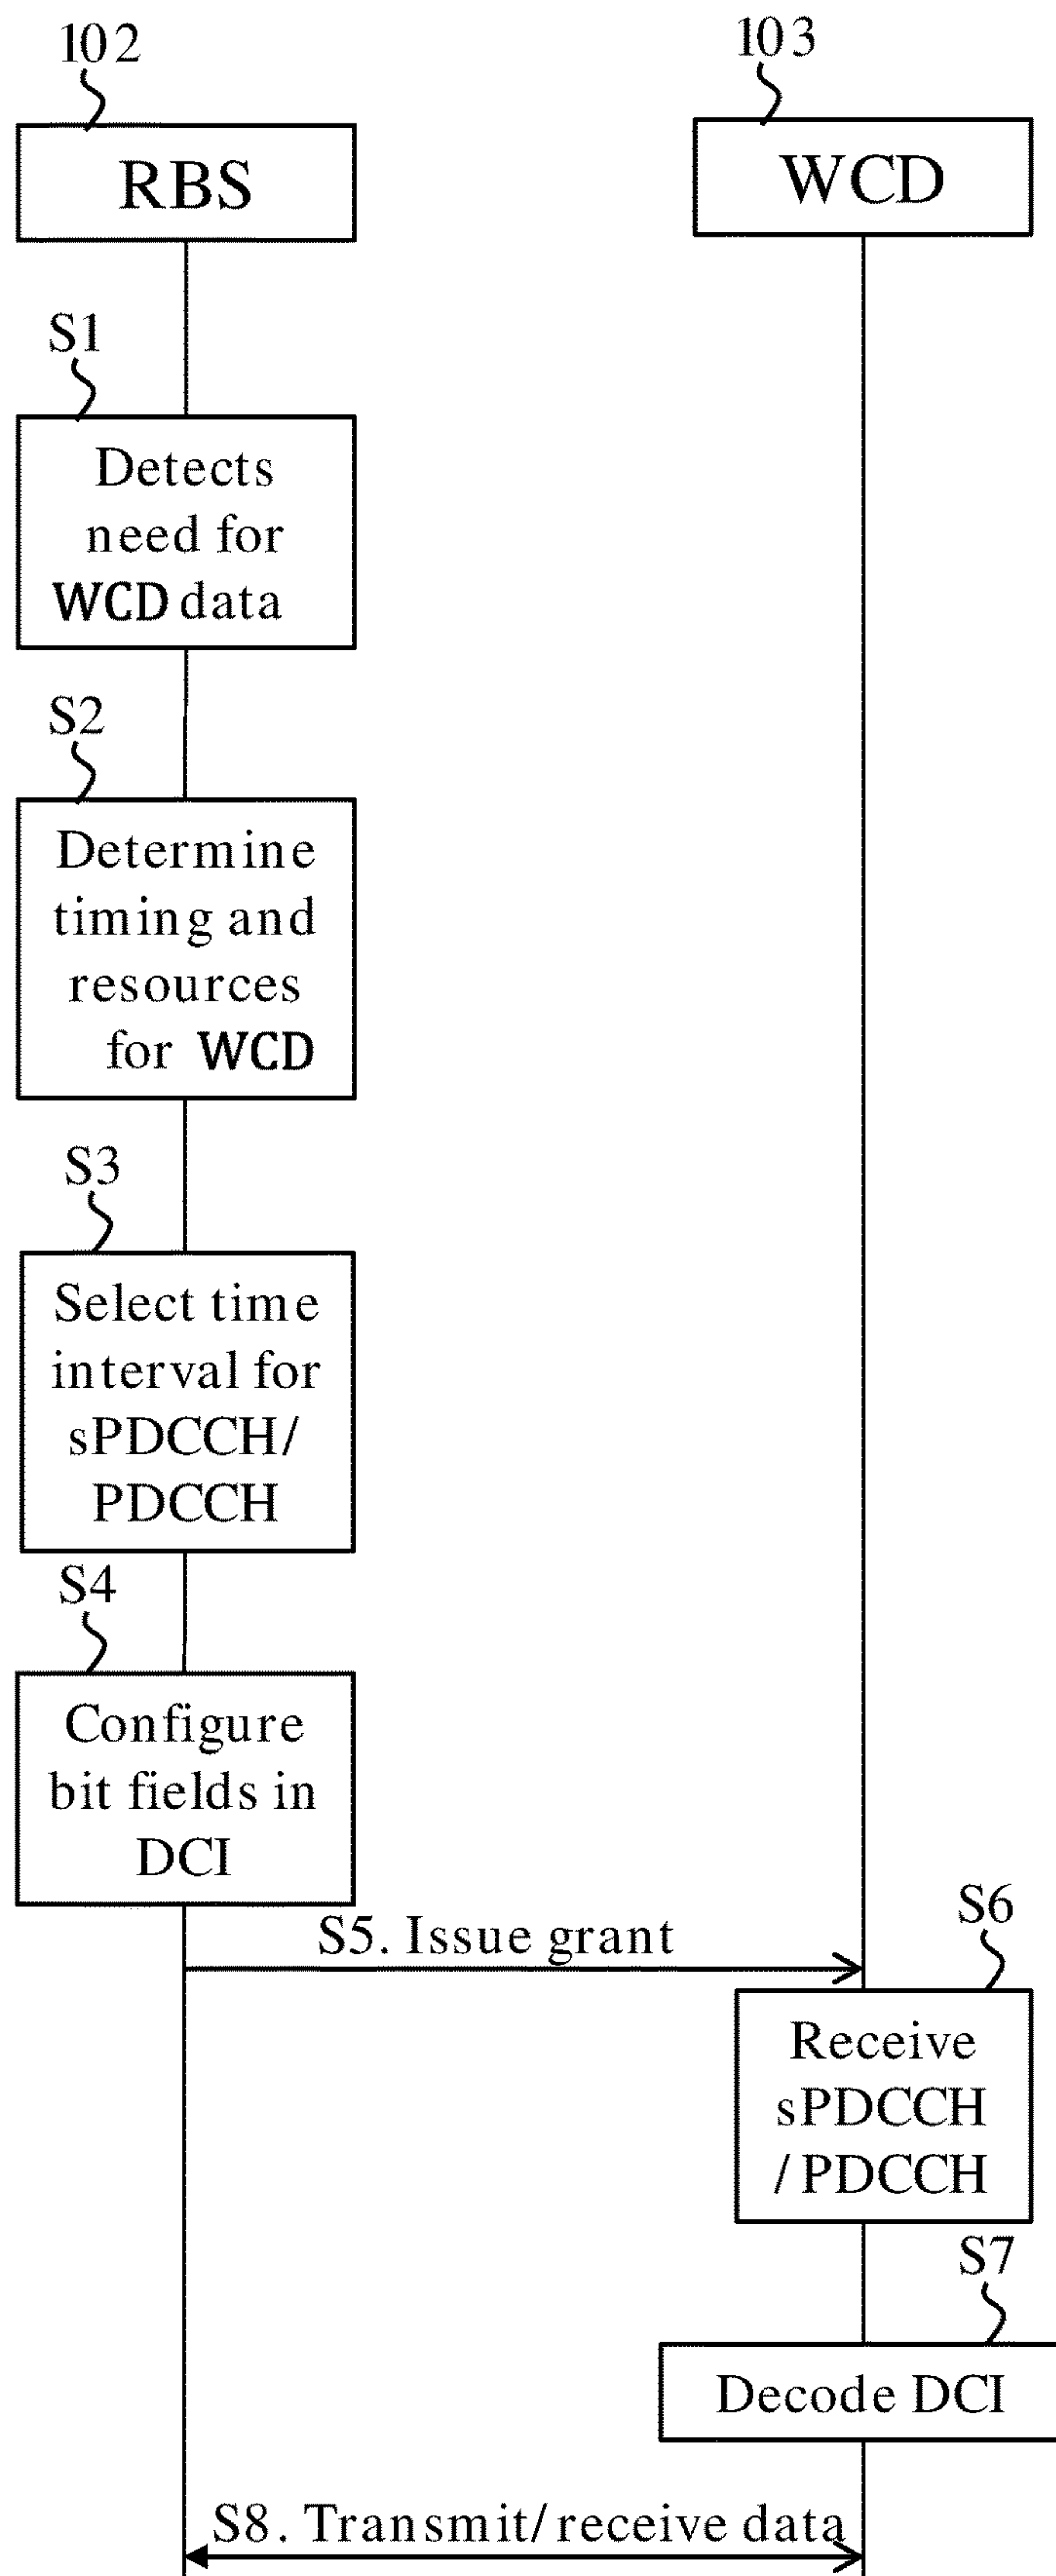 102
103
RBS
WCD
S1
Detects
need for
WCD data
S2
Determine
timing and
resources
for WCD
S3
Select time
interval for
sPDCCH/
PDCCH
S4
Configure
bit fields in
DCI
S5. Issue grant
S6
Receive
sPDCCH
/PDCCH
S7
Decode DCI
S8. Transmit/receive data